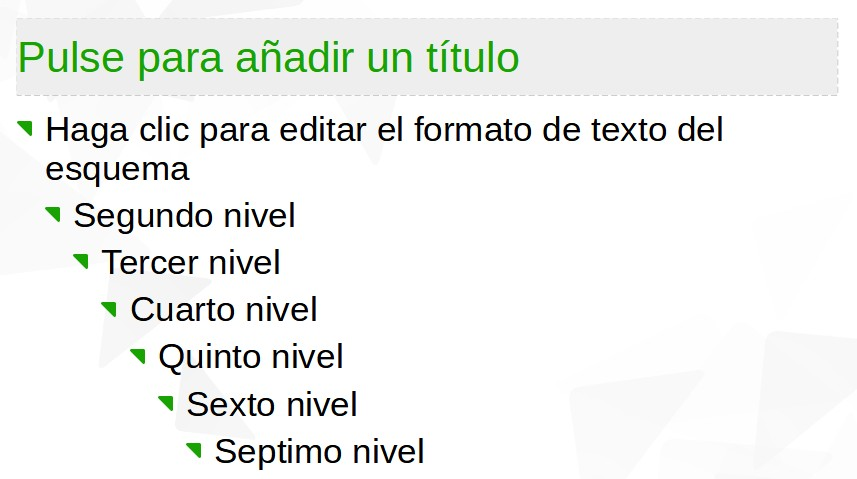 Pulse para añadir un título
Haga clic para editar el formato de texto del
esquema
Segundo nivel
Tercer nivel
Cuarto nivel
Quinto nivel
Sexto nivel
Septimo nivel